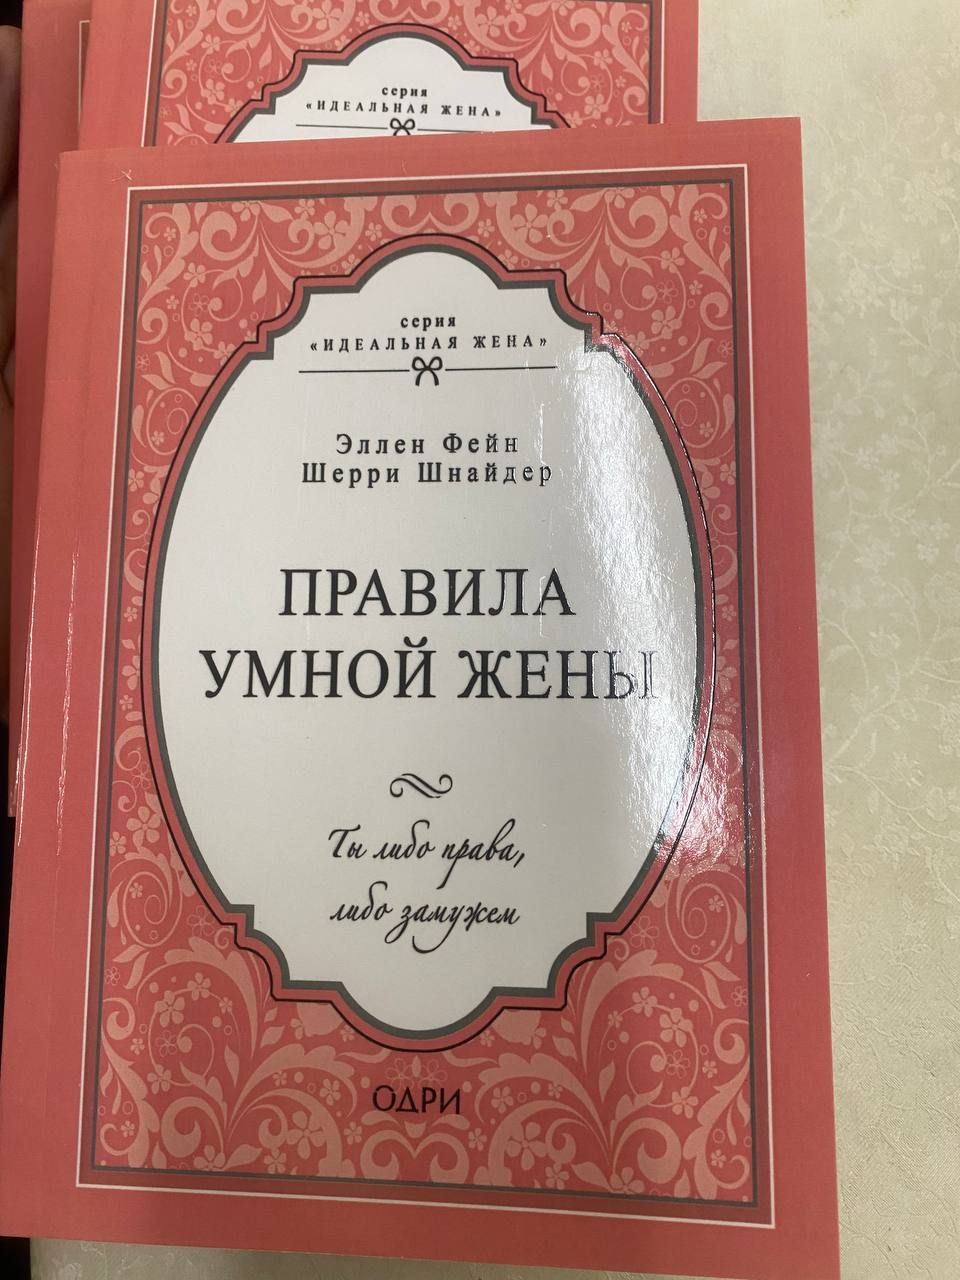 серия
«ИДЕАЛЬНАЯ ЖЕНА»
серия
«ИДЕАЛЬНАЯ ЖЕНА»
Эллен Фейн
Шерри Шнайдер
ПРАВИЛА
УМНОЙ ЖЕНЫ
Ты либо права,
либо замужем
ОДРИ